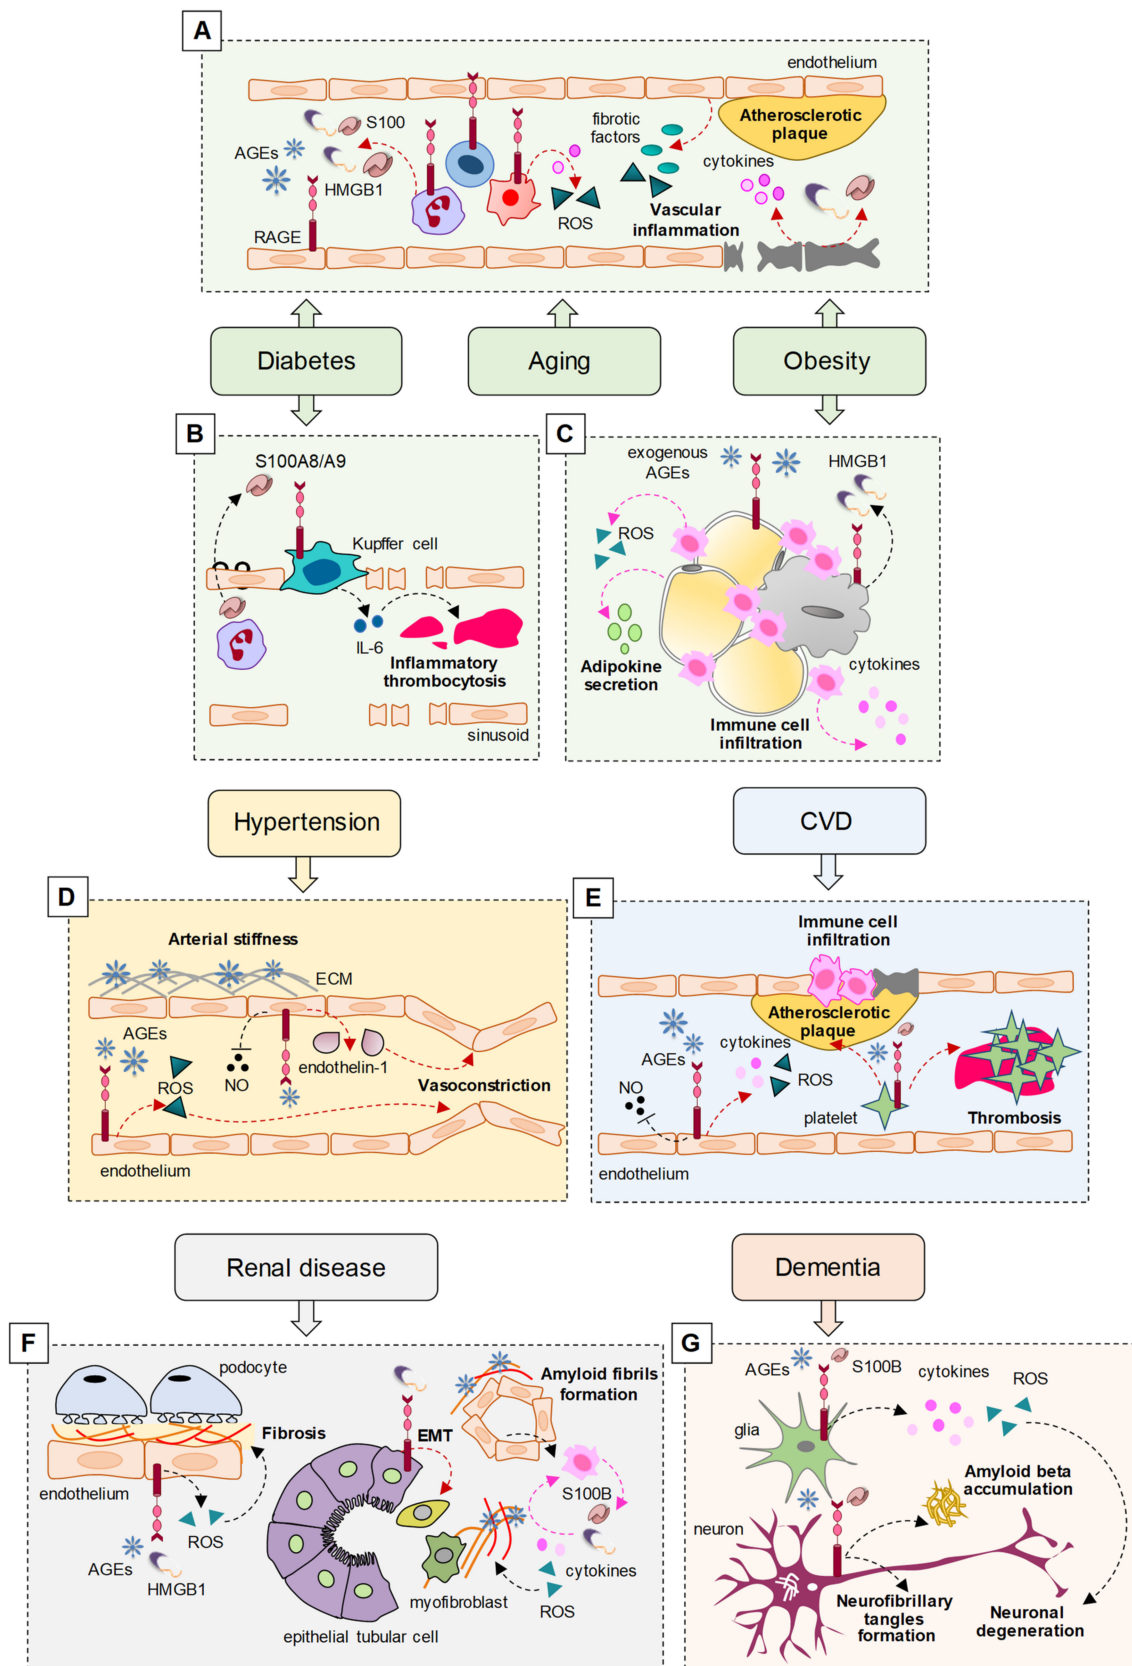 A
endothelium
Atherosclerotic
plaque
fibrotic
factors
S100
AGEs
HMGB1
cytokines
ROS
Vascular
inflammation
RAGE
Diabetes
Aging
Obesity
B
S100A8/A9
Kupffer cell
IL-6
Inflammatory
thrombocytosis
sinusoid
C
exogenous
AGEs
HMGB1
ROS
Adipokine
secretion
cytokines
Immune cell
infiltration
Hypertension
CVD
D
Arterial stiffness
ECM
AGEs
ROS
NO
endothelin-1
Vasoconstriction
endothelium
E
Immune cell
infiltration
Atherosclerotic
plaque
AGEs
cytokines
ROS
NO
platelet
Thrombosis
endothelium
Renal disease
Dementia
F
podocyte
Amyloid fibrils
formation
Fibrosis
EMT
endothelium
S100B
ROS
AGEs
HMGB1
cytokines
myofibroblast
ROS
epithelial tubular cell
G
AGEs
S100B
cytokines
ROS
glia
Amyloid beta
accumulation
neuron
Neurofibrillary
tangles
formation
Neuronal
degeneration